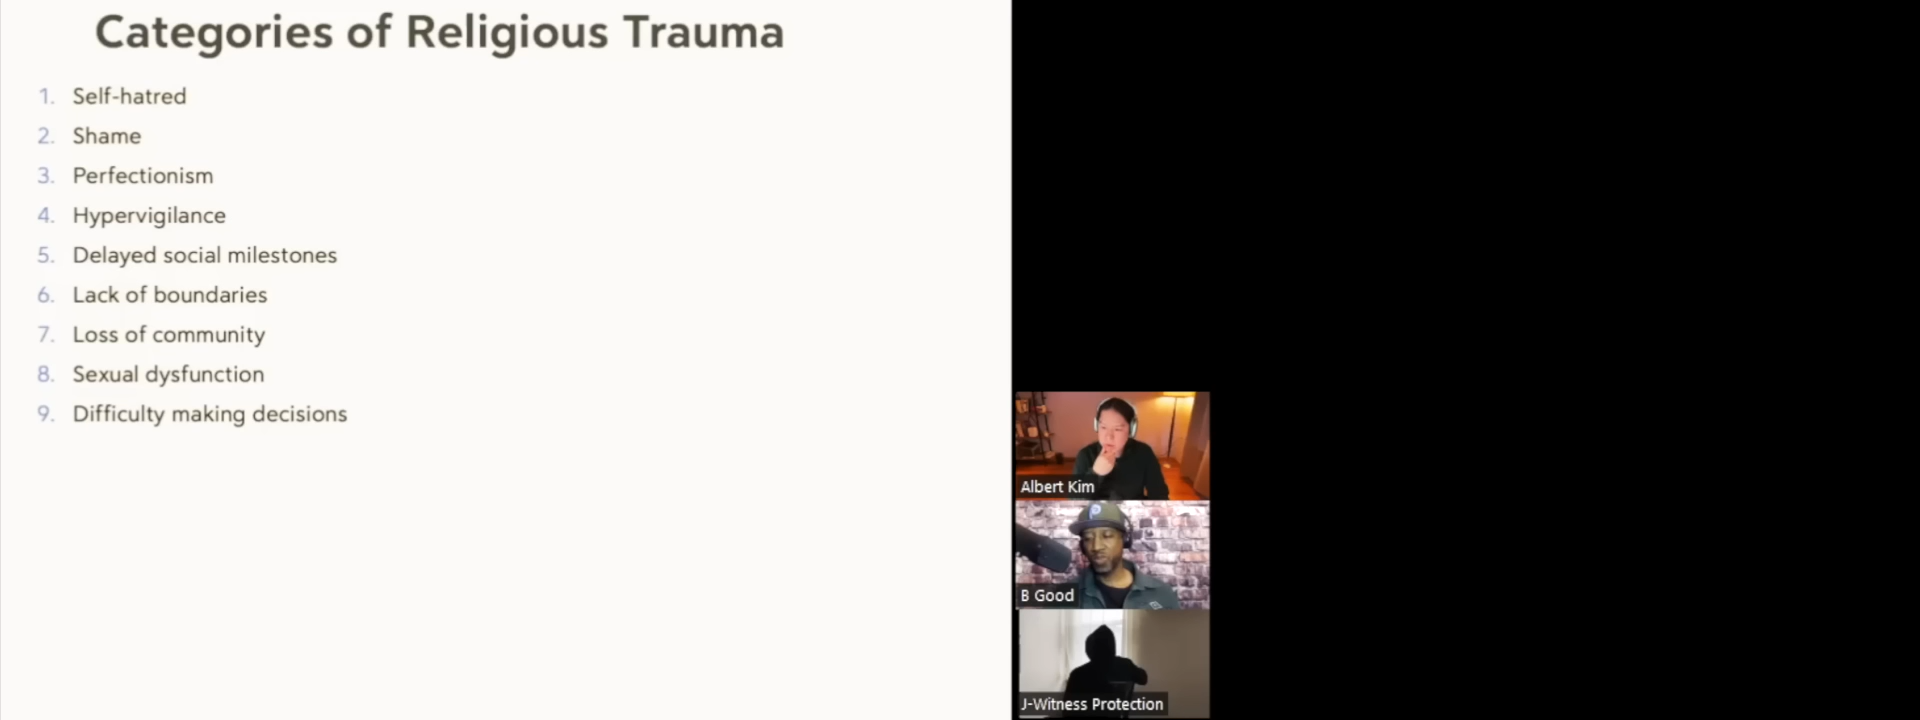 Categories of Religious Trauma
1. Self-hatred
2. Shame
3. Perfectionism
4. Hypervigilance
5. Delayed social milestones
6. Lack of boundaries
7. Loss of community
8. Sexual dysfunction
9. Difficulty making decisions
Albert Kim
B Good
J-Witness Protection